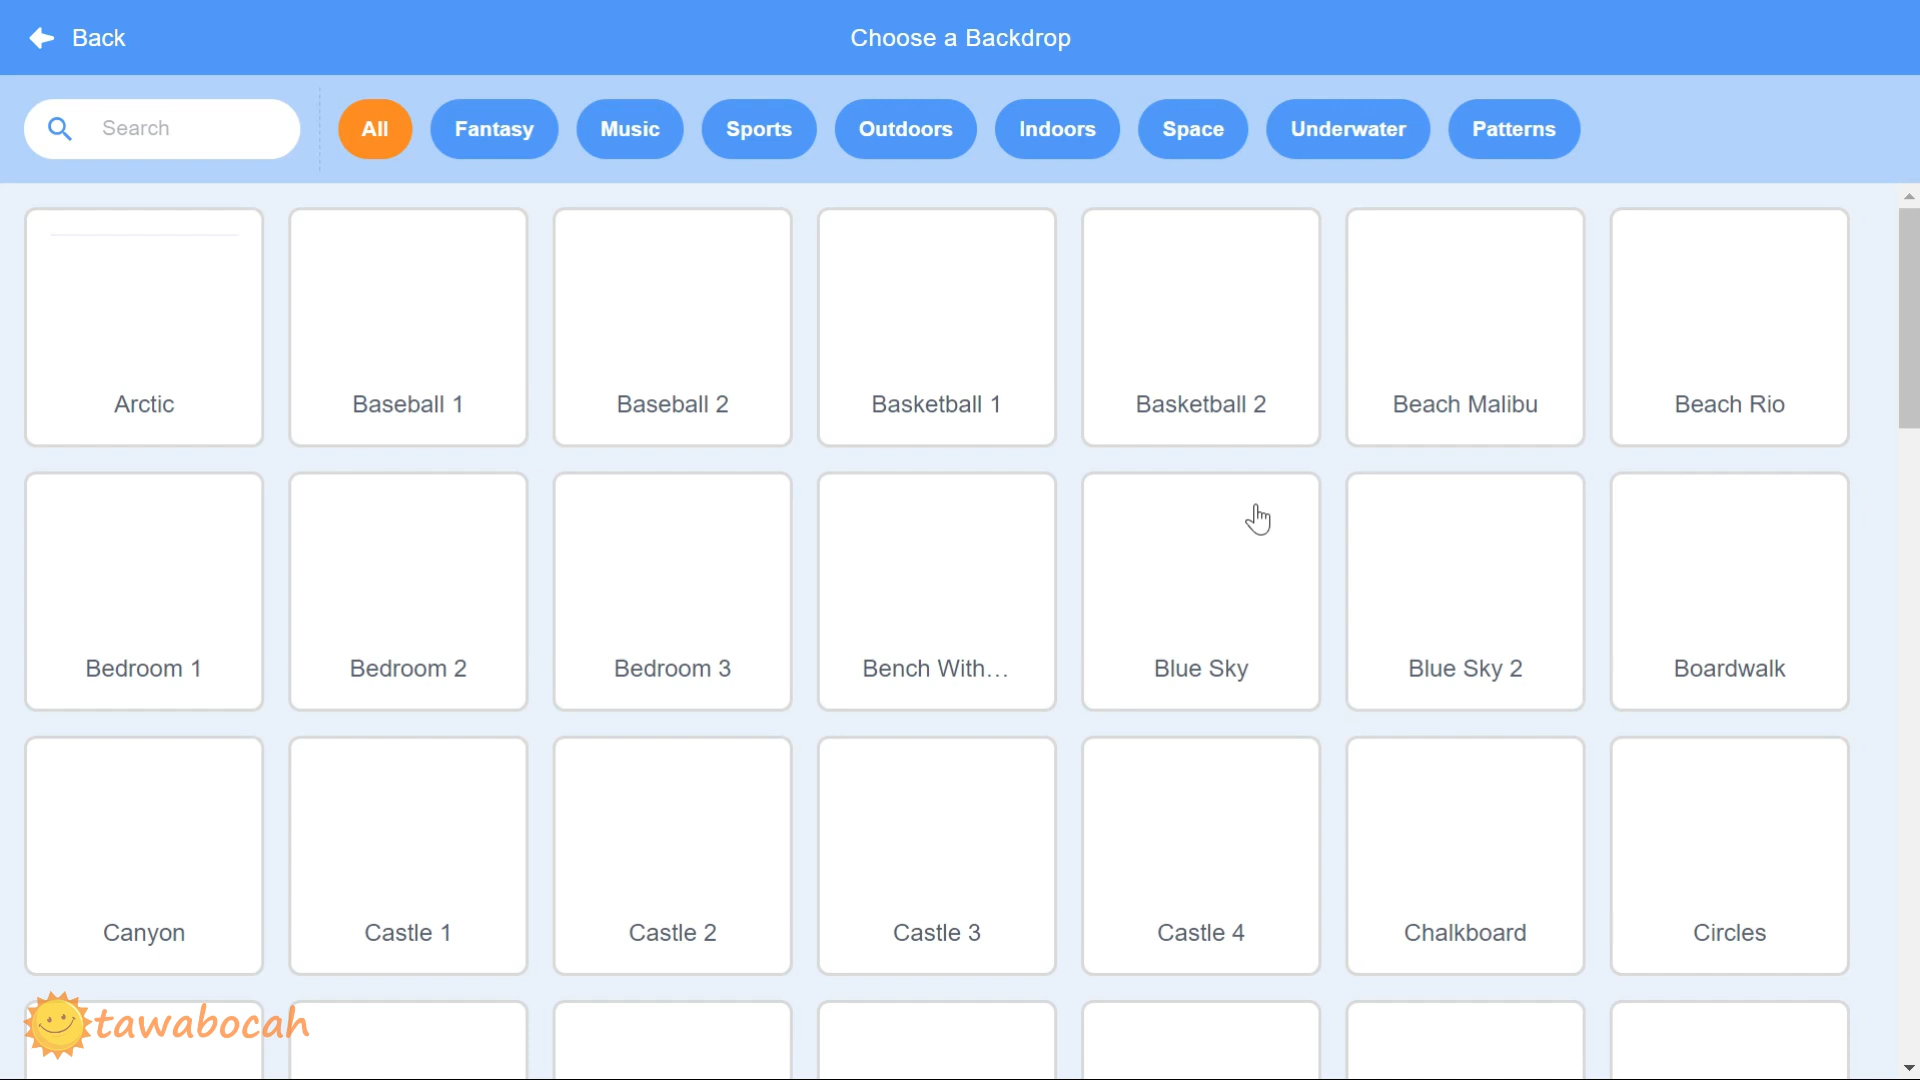 Back
Choose a Backdrop
Search
All Fantasy Music Sports Outdoors Indoors Space Underwater Patterns
Arctic Baseball 1 Baseball 2 Basketball 1 Basketball 2 Beach Malibu Beach Rio
Bedroom 1 Bedroom 2 Bedroom 3 Bench With... Blue Sky Blue Sky 2 Boardwalk
Canyon Castle 1 Castle 2 Castle 3 Castle 4 Chalkboard Circles
tawabocah